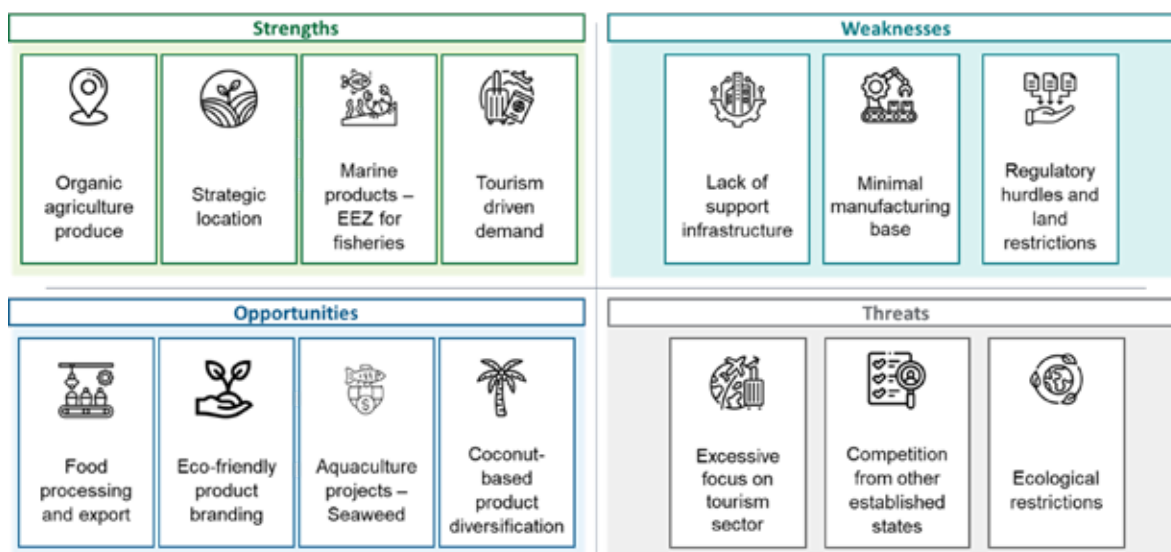 Strengths
Organic
agriculture
produce
Strategic
location
Marine
products –
EEZ for
fisheries
Tourism
driven
demand
Weaknesses
Lack of
support
infrastructure
Minimal
manufacturing
base
Regulatory
hurdles and
land
restrictions
Opportunities
Food
processing
and export
Eco-friendly
product
branding
Aquaculture
projects –
Seaweed
Coconut-
based
product
diversification
Threats
Excessive
focus on
tourism
sector
Competition
from other
established
states
Ecological
restrictions